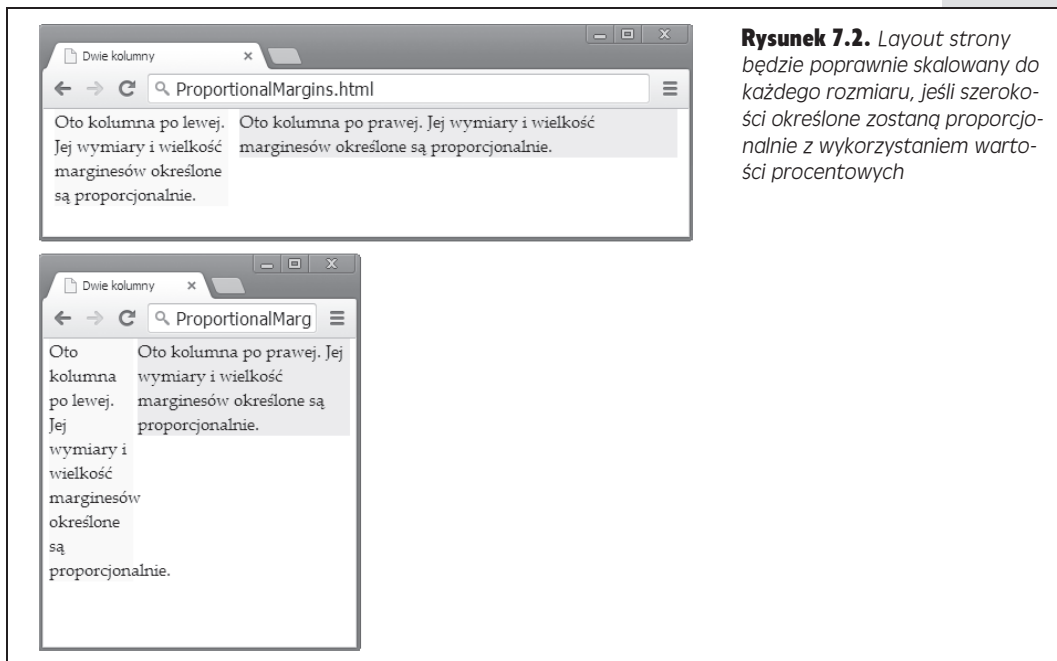 Dwie kolumny
ProportionalMargins.html
Oto kolumna po lewej.
Jej wymiary i wielkość
marginesów określone
są proporcjonalnie.
Oto kolumna po prawej. Jej wymiary i wielkość
marginesów określone są proporcjonalnie.
Rysunek 7.2. Layout strony
będzie poprawnie skalowany do
każdego rozmiaru, jeśli szeroko-
ści określone zostaną proporcjo-
nalnie z wykorzystaniem warto-
ści procentowych
Dwie kolumny
ProportionalMarg
Oto
kolumna
po lewej.
Jej
wymiary i
wielkość
marginesów
określone
są
proporcjonalnie.
Oto kolumna po prawej. Jej
wymiary i wielkość
marginesów określone są
proporcjonalnie.